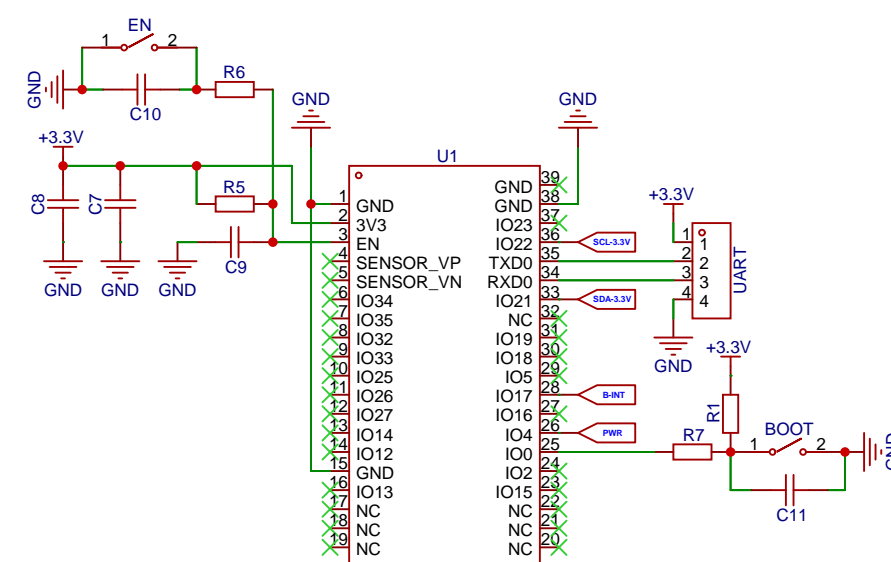 EN
1 2
GND
C10
R6
+3.3V
C8
C7
GND
GND
R5
C9
GND
GND
U1
1 GND
2 3V3
3 EN
4 SENSOR_VP
5 SENSOR_VN
6 IO34
7 IO35
8 IO32
9 IO33
10 IO25
11 IO26
12 IO27
13 IO14
14 IO12
15 GND
16 IO13
17 NC
18 NC
19 NC
GND
GND 39
GND 38
IO23 37
IO22 36
TXD0 35
RXD0 34
IO21 33
NC 32
IO19 31
IO18 30
IO5 29
IO17 28
IO16 27
IO4 26
IO0 25
IO2 24
IO15 23
NC 22
NC 21
NC 20
SCL-3.3V
SDA-3.3V
B-INT
PWR
+3.3V
1 1
2 2
3 3
4 4
UART
GND
+3.3V
R1
R7
BOOT
1 2
C11
GND